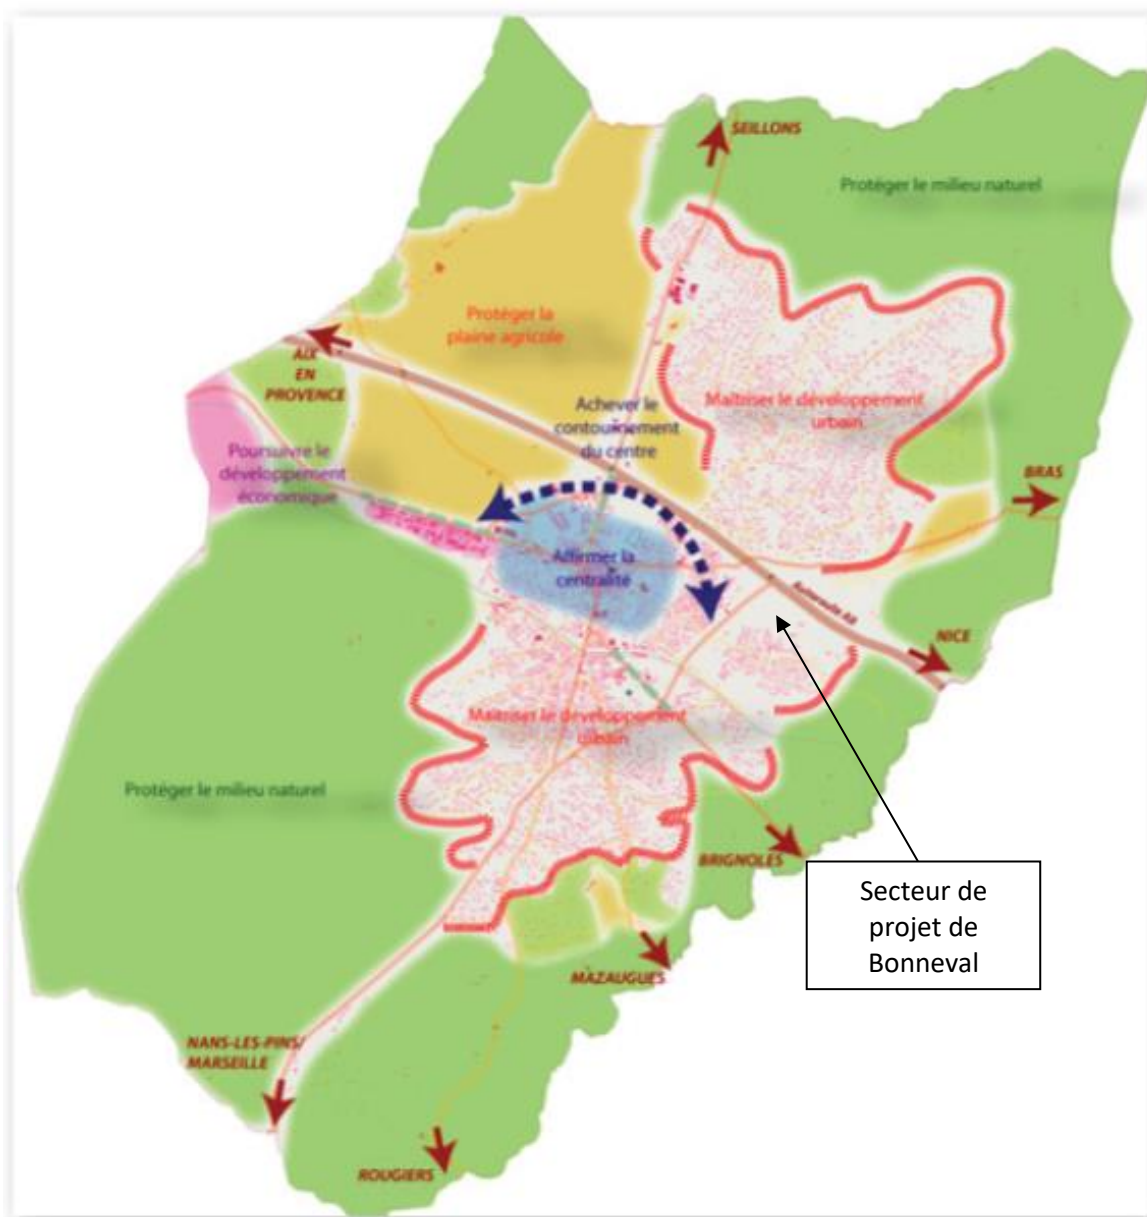 SEILLONS
Protéger le milieu naturel
Protéger la
plaine agricole
AIX
EN
PROVENCE
Achever le
contournement
du centre
Maîtriser le développement
urbain
Poursuivre le
développement
économique
BRAS
Affirmer la
centralité
Autoroute A8
NICE
Maîtriser le développement
urbain
Protéger le milieu naturel
BRIGNOLES
Secteur de
projet de
Bonneval
MAZAUGUES
NANS-LES-PINS/
MARSEILLE
ROUGIERS